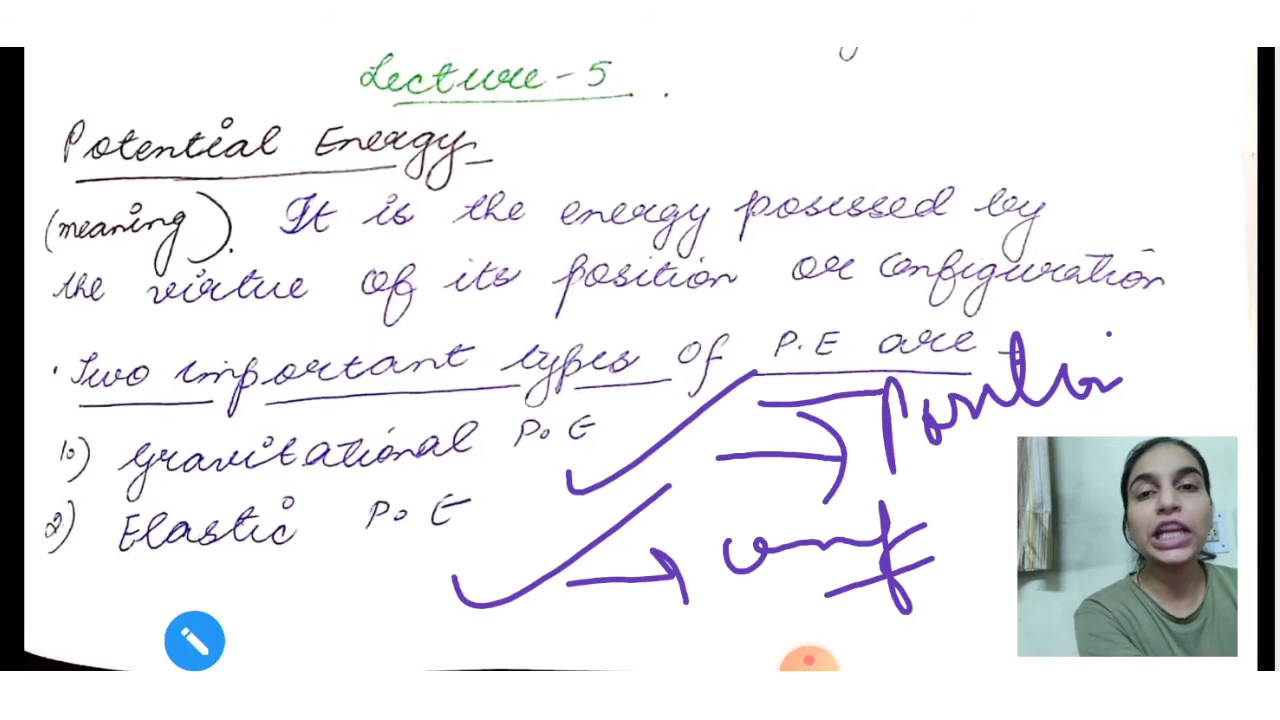 Lecture - 5
Potential Energy
(meaning). It is the energy posessed by
the virtue of its position or configuration
Two important types of P.E are -
1.) Gravitational P.E
Position
2) Elastic P.E
conf